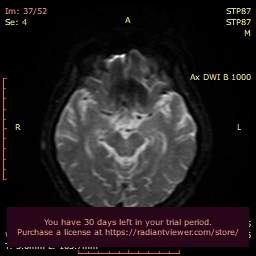 Im: 37/52
STP87
Se: 4
STP87
A
M
Ax DWI B 1000
R
L
You have 30 days left in your trial period.
Purchase a license at https://radiantviewer.com/store/